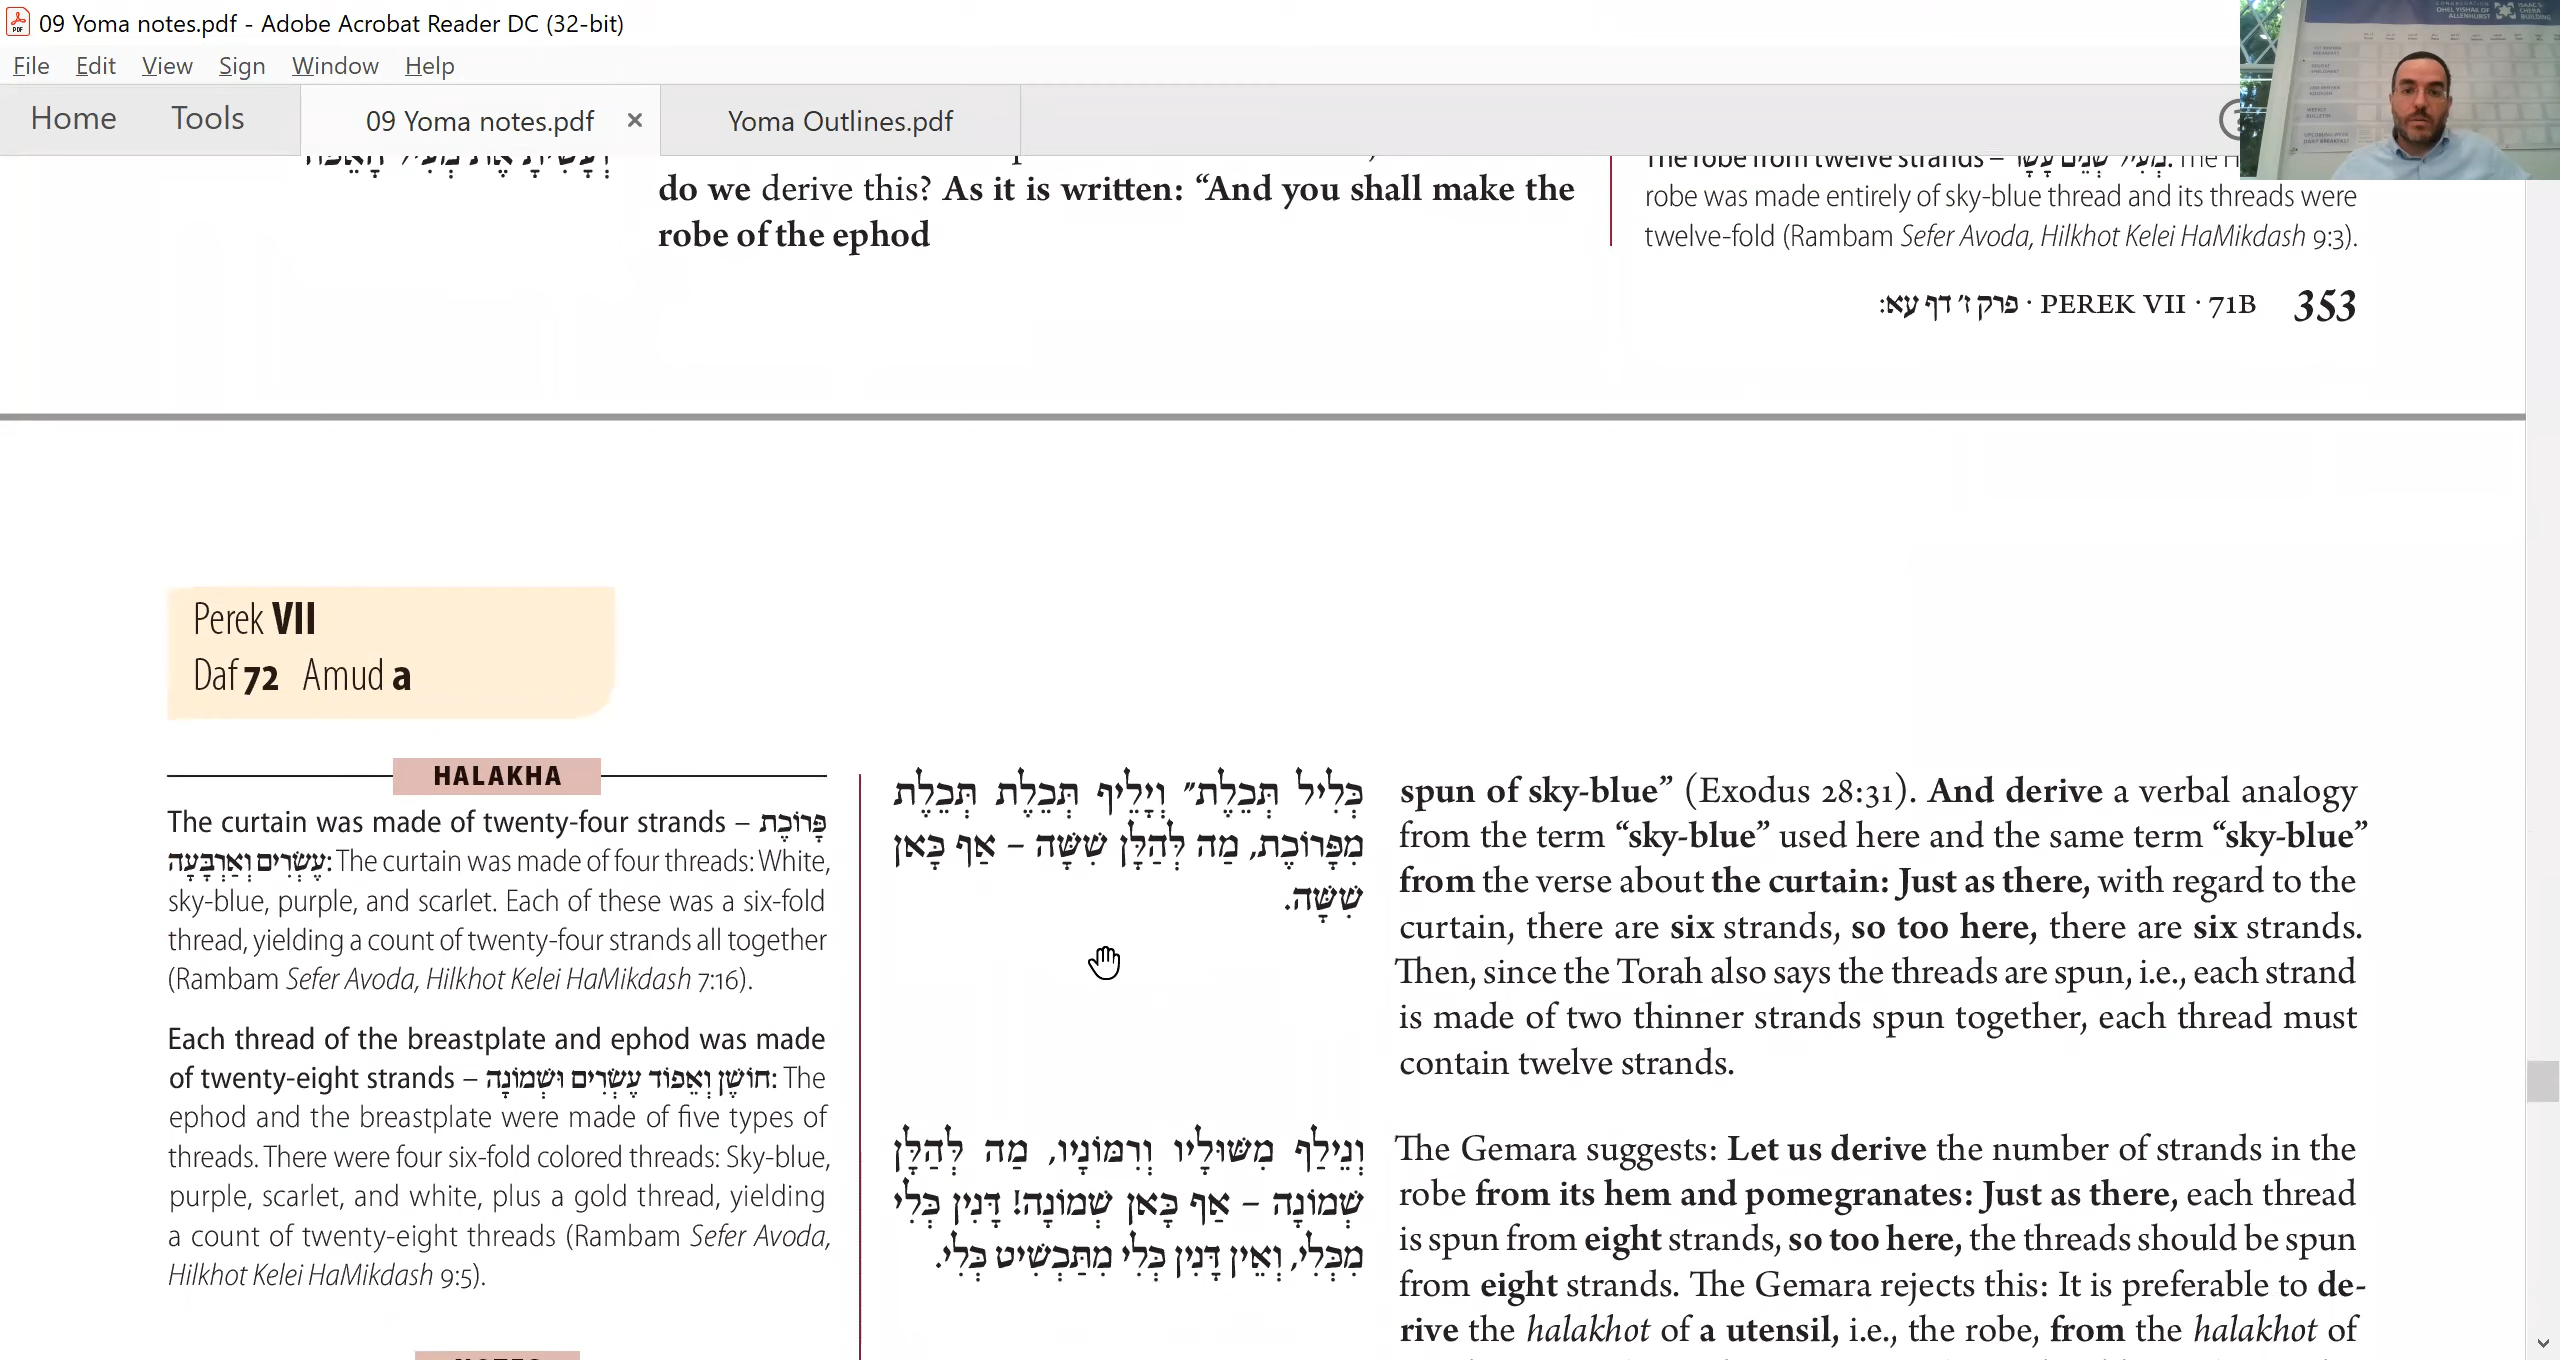 09 Yoma notes.pdf - Adobe Acrobat Reader DC (32-bit)
File Edit View Sign Window Help
Home Tools 09 Yoma notes.pdf × Yoma Outlines.pdf
וְעָשִׂיתָ אֶת מְעִיל הָאֵפוֹד
do we derive this? As it is written: “And you shall make the
robe of the ephod
The robe from twelve strands – מְעִיל שְׁנֵים עָשָׂר: The H
robe was made entirely of sky-blue thread and its threads were
twelve-fold (Rambam Sefer Avoda, Hilkhot Kelei HaMikdash 9:3).
פרק ז׳ דף עא: · PEREK VII · 71B 353
Perek VII
Daf 72 Amud a
HALAKHA
The curtain was made of twenty-four strands – פָּרוֹכֶת
עֶשְׂרִים וְאַרְבָּעָה: The curtain was made of four threads: White,
sky-blue, purple, and scarlet. Each of these was a six-fold
thread, yielding a count of twenty-four strands all together
(Rambam Sefer Avoda, Hilkhot Kelei HaMikdash 7:16).
Each thread of the breastplate and ephod was made
of twenty-eight strands – חוֹשֶׁן וְאֵפוֹד עֶשְׂרִים וּשְׁמוֹנָה: The
ephod and the breastplate were made of five types of
threads. There were four six-fold colored threads: Sky-blue,
purple, scarlet, and white, plus a gold thread, yielding
a count of twenty-eight threads (Rambam Sefer Avoda,
Hilkhot Kelei HaMikdash 9:5).
כְּלִיל תְּכֵלֶת״ וְיָלֵיף תְּכֵלֶת תְּכֵלֶת
מִפָּרוֹכֶת, מַה לְּהַלָּן שִׁשָּׁה – אַף כָּאן
שִׁשָּׁה.
וְנֵילַף מִשּׁוּלָיו וְרִמּוֹנָיו, מַה לְּהַלָּן
שְׁמוֹנָה – אַף כָּאן שְׁמוֹנָה! דָּנִין כְּלִי
מִכְּלִי, וְאֵין דָּנִין כְּלִי מִתַּכְשִׁיט כְּלִי.
spun of sky-blue” (Exodus 28:31). And derive a verbal analogy
from the term “sky-blue” used here and the same term “sky-blue”
from the verse about the curtain: Just as there, with regard to the
curtain, there are six strands, so too here, there are six strands.
Then, since the Torah also says the threads are spun, i.e., each strand
is made of two thinner strands spun together, each thread must
contain twelve strands.
The Gemara suggests: Let us derive the number of strands in the
robe from its hem and pomegranates: Just as there, each thread
is spun from eight strands, so too here, the threads should be spun
from eight strands. The Gemara rejects this: It is preferable to de-
rive the halakhot of a utensil, i.e., the robe, from the halakhot of